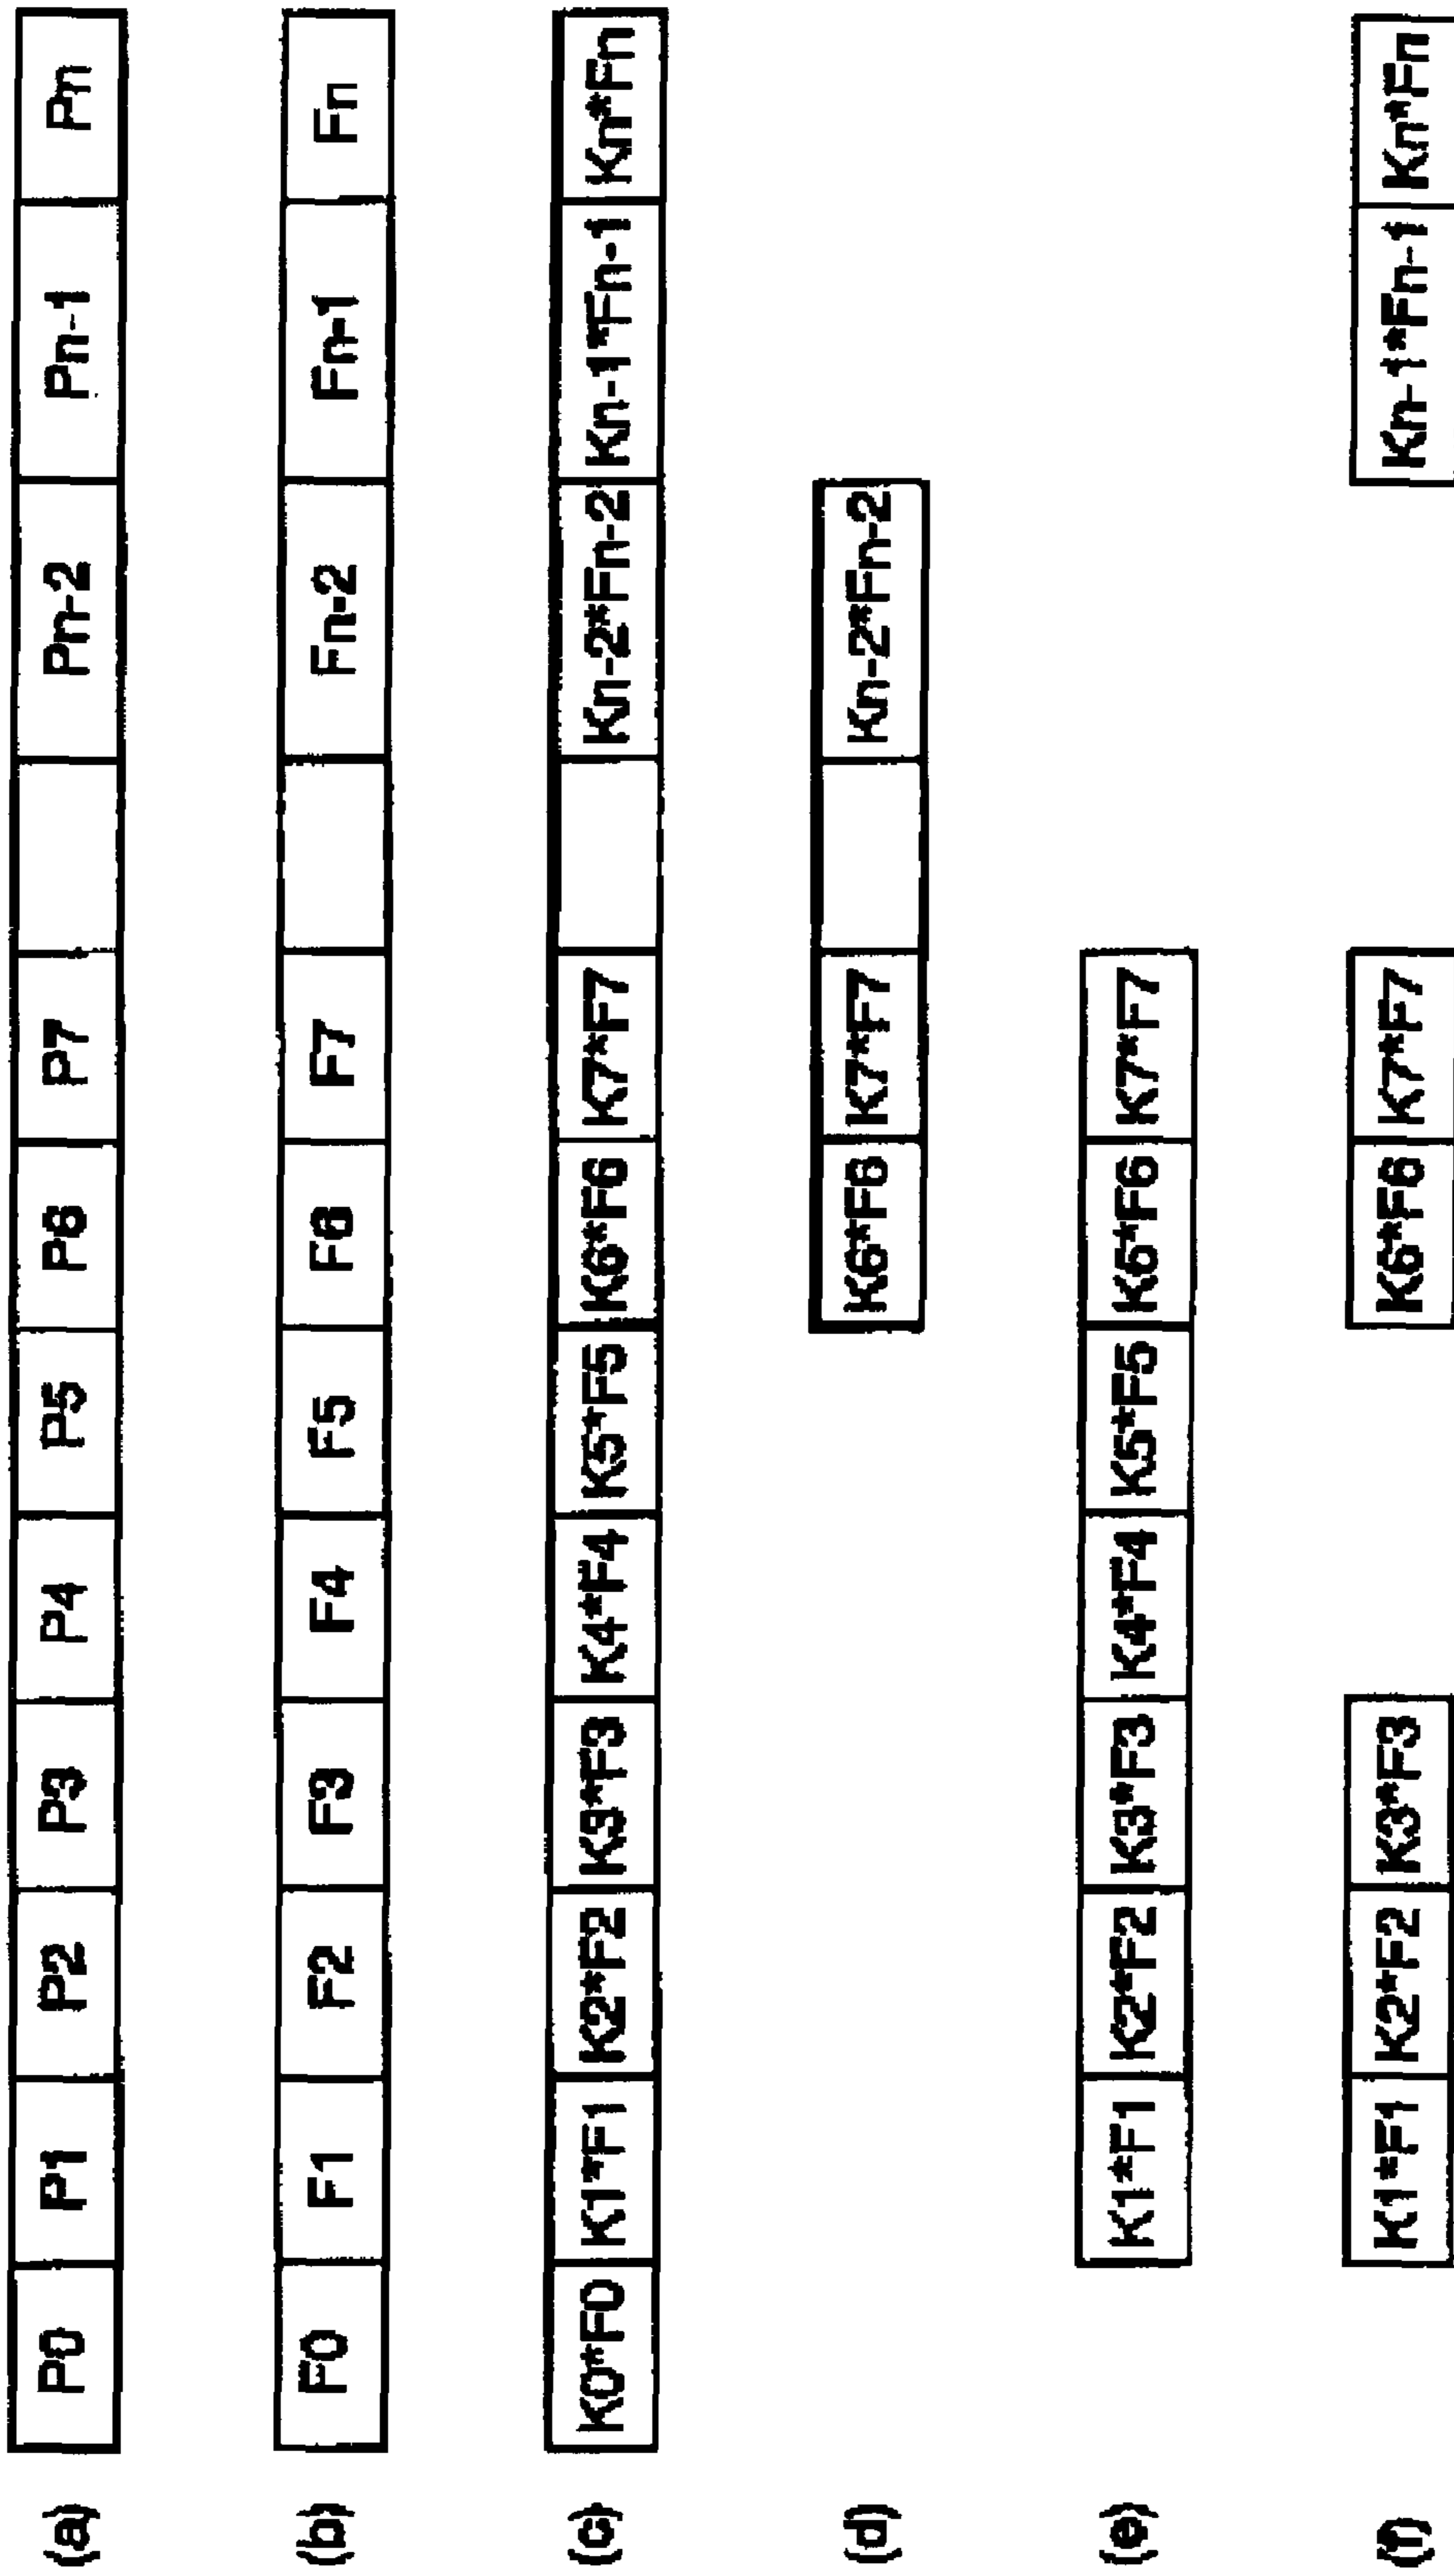 (a) P0 P1 P2 P3 P4 P5 P6 P7 Pn-2 Pn-1 Pn
(b) F0 F1 F2 F3 F4 F5 F6 F7 Fn-2 Fn-1 Fn
(c) K0*F0 K1*F1 K2*F2 K3*F3 K4*F4 K5*F5 K6*F6 K7*F7 Kn-2*Fn-2 Kn-1*Fn-1 Kn*Fn
(d) K6*F6 K7*F7 Kn-2*Fn-2
(e) K1*F1 K2*F2 K3*F3 K4*F4 K5*F5 K6*F6 K7*F7
(f) K1*F1 K2*F2 K3*F3 K6*F6 K7*F7 Kn-1*Fn-1 Kn*Fn